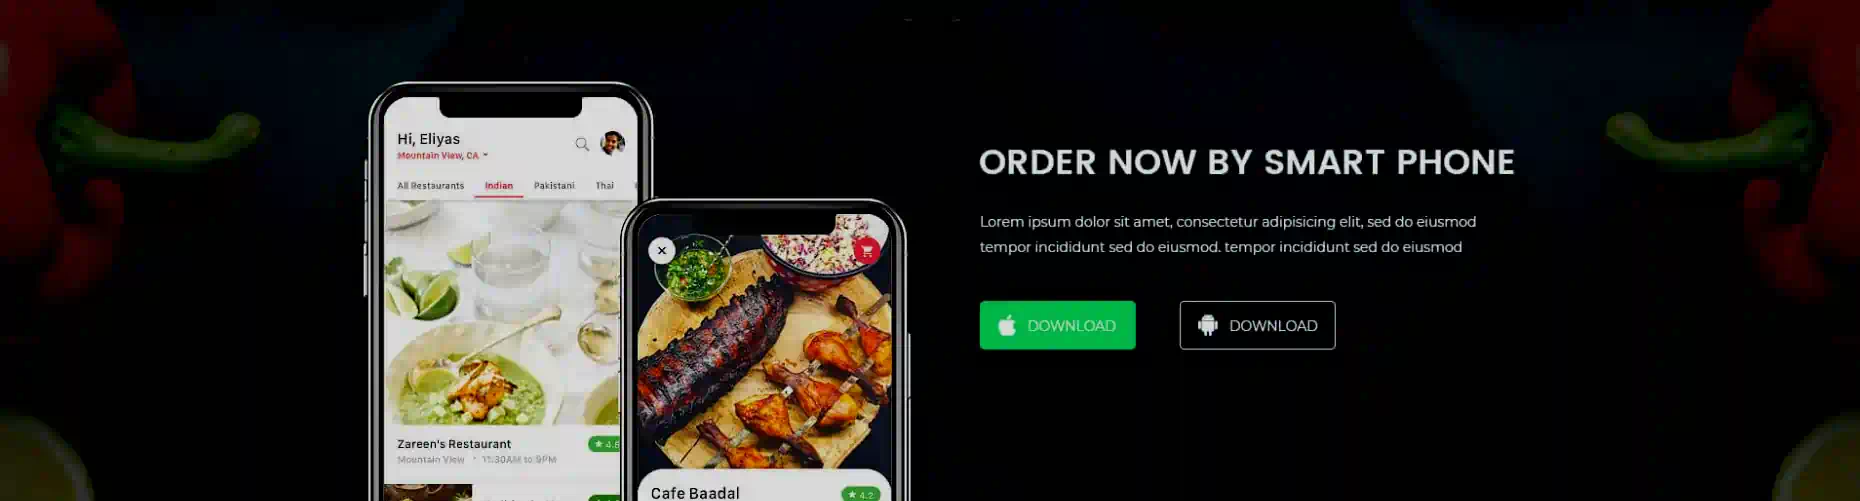 Hi, Eliyas
Mountain View, CA
All Restaurants Indian Pakistani Thai
Zareen's Restaurant
Mountain View • 11:30AM to 9PM
Cafe Baadal
4.2
ORDER NOW BY SMART PHONE
Lorem ipsum dolor sit amet, consectetur adipisicing elit, sed do eiusmod
tempor incididunt sed do eiusmod. tempor incididunt sed do eiusmod
DOWNLOAD
DOWNLOAD